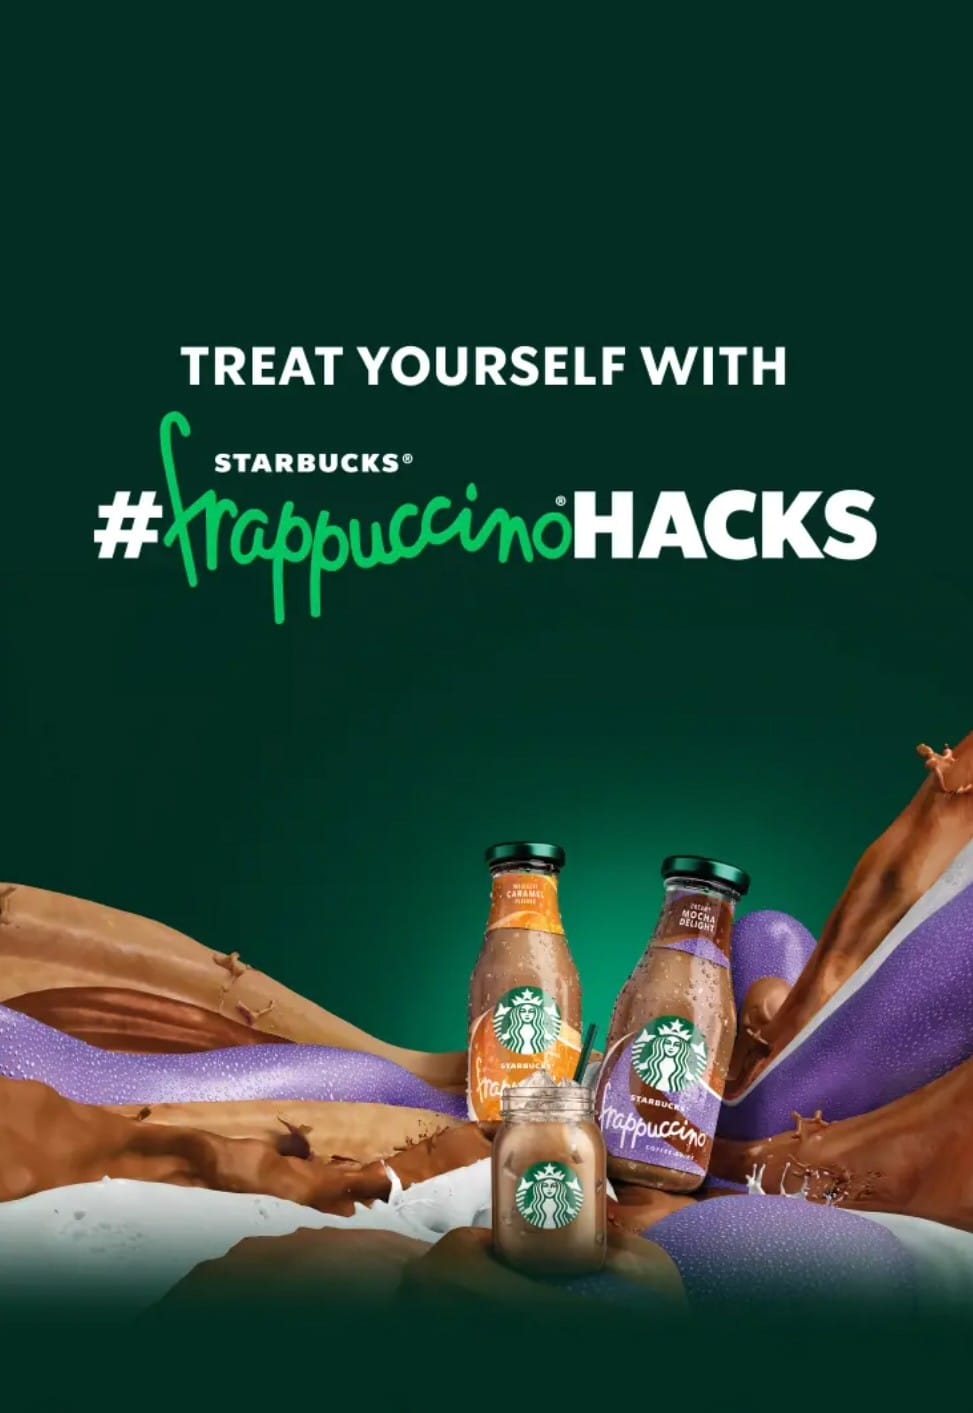 TREAT YOURSELF WITH
STARBUCKS®
#frappuccino®HACKS
CARAMEL
MOCHA
DELIGHT
STARBUCKS
STARBUCKS
frappuccino